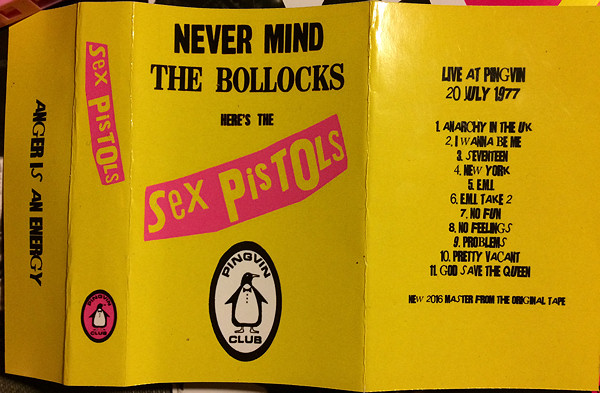 ANGER IS AN ENERGY
SEX PISTOLS
PINGVIN
CLUB
NEVER MIND
THE BOLLOCKS
HERE'S THE
SEX PISTOLS
PINGVIN
CLUB
LIVE AT PINGVIN
20 JULY 1977
1. ANARCHY IN THE UK
2. I WANNA BE ME
3. SEVENTEEN
4. NEW YORK
5. E.M.I.
6. E.M.I. TAKE 2
7. NO FUN
8. NO FEELINGS
9. PROBLEMS
10. PRETTY VACANT
11. GOD SAVE THE QUEEN
NEW 2016 MASTER FROM THE ORIGINAL TAPE